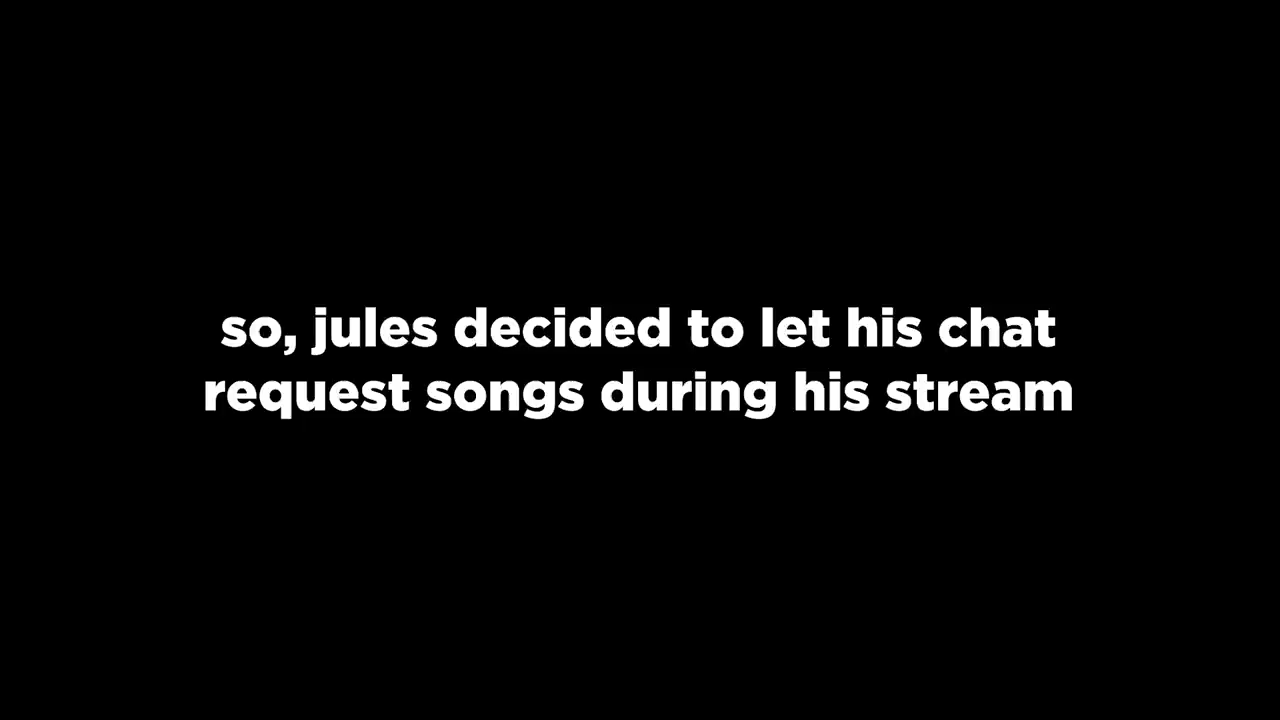 so, jules decided to let his chat
request songs during his stream